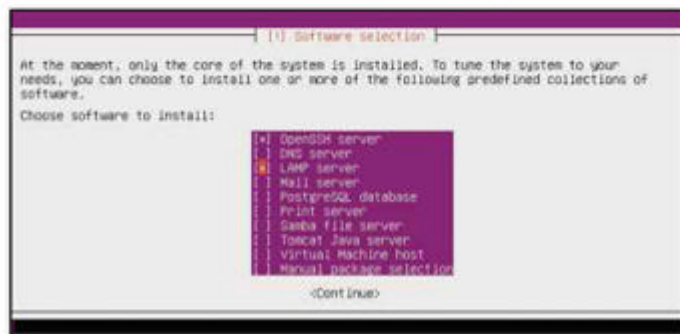 [!] Software selection
At the moment, only the core of the system is installed. To tune the system to your
needs, you can choose to install one or more of the following predefined collections of
software.
Choose software to install:
[*] OpenSSH server
[ ] DNS server
[*] LAMP server
[ ] Mail server
[ ] PostgreSQL database
[ ] Print server
[ ] Samba file server
[ ] Tomcat Java server
[ ] Virtual Machine host
[ ] Manual package selection
<Continue>